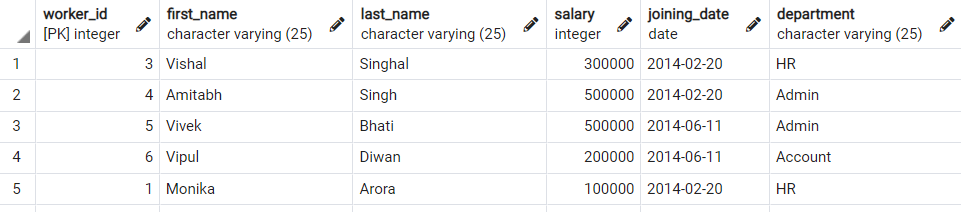 worker_id first_name last_name salary joining_date department
[PK] integer character varying (25) character varying (25) integer date character varying (25)
1 3 Vishal Singhal 300000 2014-02-20 HR
2 4 Amitabh Singh 500000 2014-02-20 Admin
3 5 Vivek Bhati 500000 2014-06-11 Admin
4 6 Vipul Diwan 200000 2014-06-11 Account
5 1 Monika Arora 100000 2014-02-20 HR